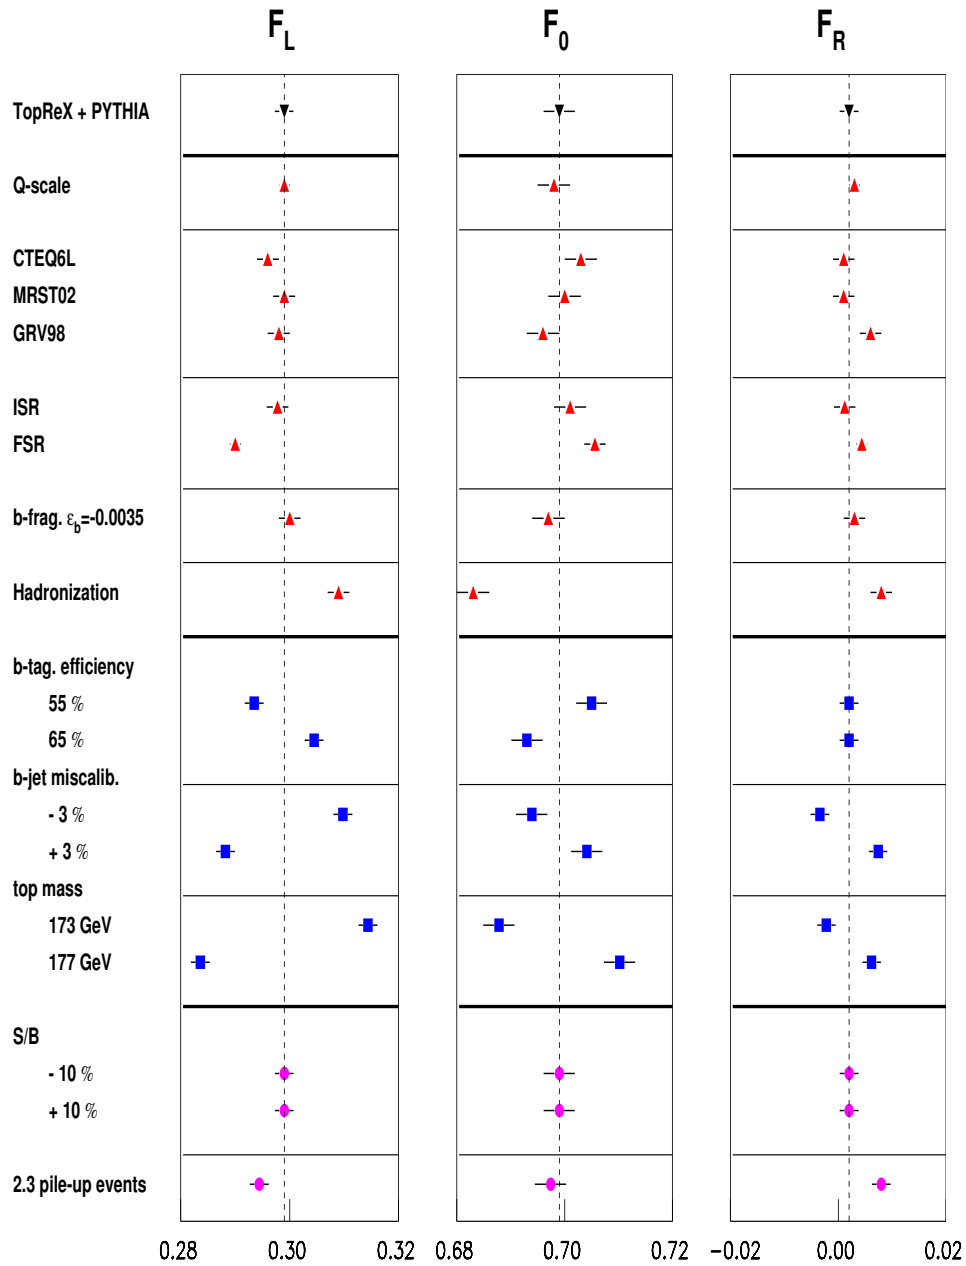 F_L F_0 F_R
TopReX + PYTHIA
Q-scale
CTEQ6L
MRST02
GRV98
ISR
FSR
b-frag. ε_b=-0.0035
Hadronization
b-tag. efficiency
55 %
65 %
b-jet miscalib.
- 3 %
+ 3 %
top mass
173 GeV
177 GeV
S/B
- 10 %
+ 10 %
2.3 pile-up events
0.28 0.30 0.32 0.68 0.70 0.72 −0.02 0.00 0.02